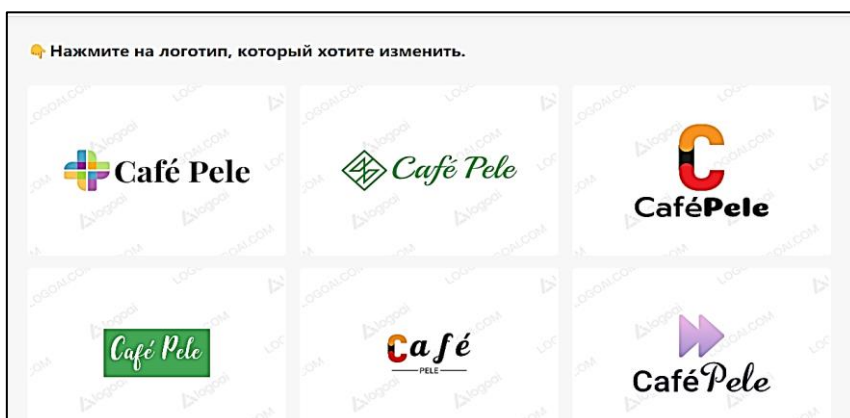 👇 Нажмите на логотип, который хотите изменить.
Café Pele
Café Pele
C
CaféPele
Café Pele
Café
PELE
CaféPele